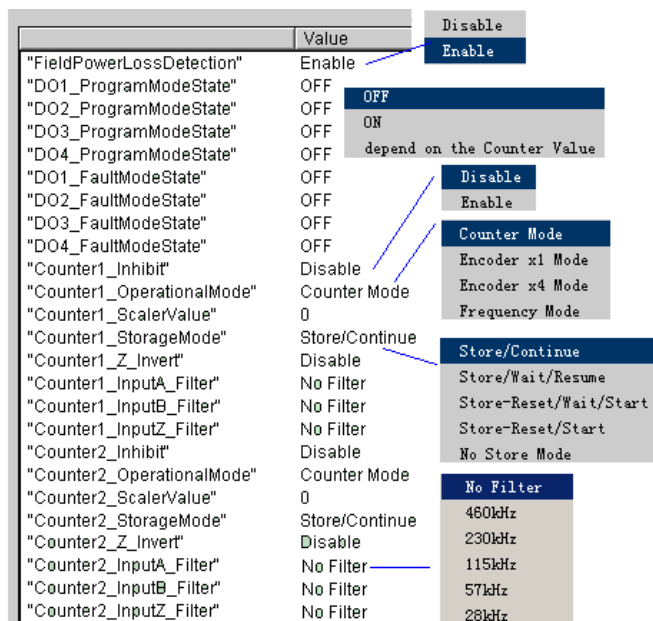 Value
"FieldPowerLossDetection" Enable
"DO1_ProgramModeState" OFF
"DO2_ProgramModeState" OFF
"DO3_ProgramModeState" OFF
"DO4_ProgramModeState" OFF
"DO1_FaultModeState" OFF
"DO2_FaultModeState" OFF
"DO3_FaultModeState" OFF
"DO4_FaultModeState" OFF
"Counter1_Inhibit" Disable
"Counter1_OperationalMode" Counter Mode
"Counter1_ScalerValue" 0
"Counter1_StorageMode" Store/Continue
"Counter1_Z_Invert" Disable
"Counter1_InputA_Filter" No Filter
"Counter1_InputB_Filter" No Filter
"Counter1_InputZ_Filter" No Filter
"Counter2_Inhibit" Disable
"Counter2_OperationalMode" Counter Mode
"Counter2_ScalerValue" 0
"Counter2_StorageMode" Store/Continue
"Counter2_Z_Invert" Disable
"Counter2_InputA_Filter" No Filter
"Counter2_InputB_Filter" No Filter
"Counter2_InputZ_Filter" No Filter
Disable
Enable
OFF
ON
depend on the Counter Value
Disable
Enable
Counter Mode
Encoder x1 Mode
Encoder x4 Mode
Frequency Mode
Store/Continue
Store/Wait/Resume
Store-Reset/Wait/Start
Store-Reset/Start
No Store Mode
No Filter
460kHz
230kHz
115kHz
57kHz
28kHz